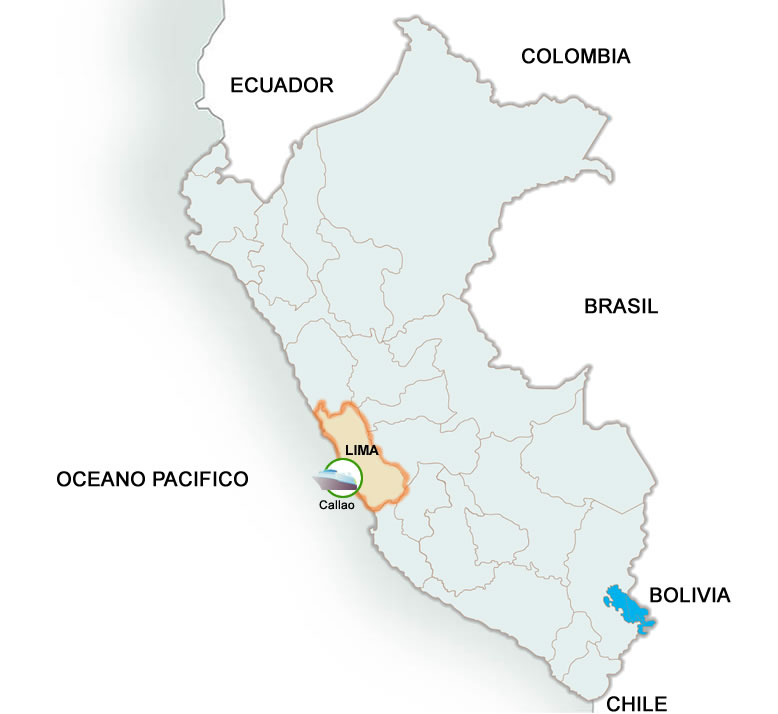 COLOMBIA
ECUADOR
BRASIL
LIMA
OCEANO PACIFICO
Callao
BOLIVIA
CHILE